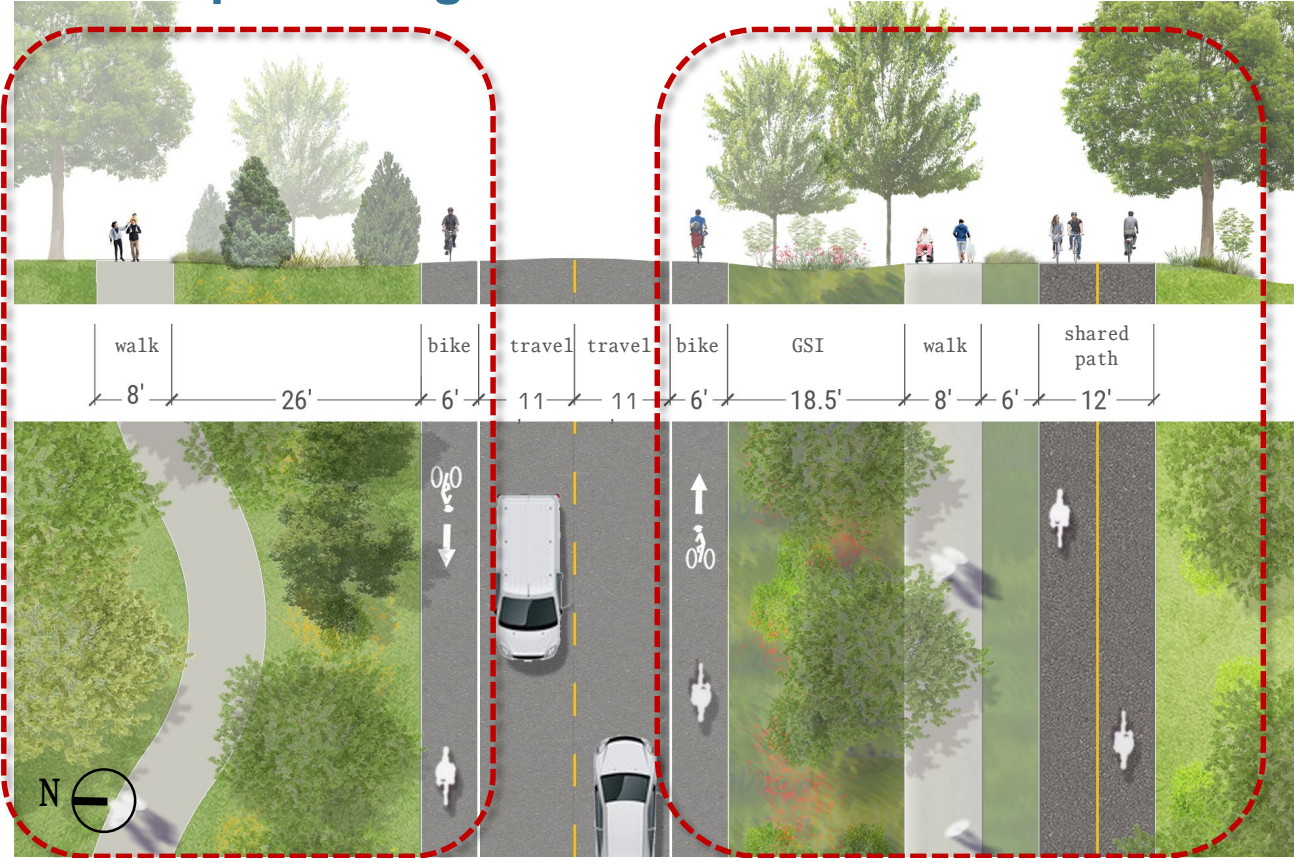 walk
bike
travel
travel
bike
GSI
walk
shared
path
8'
26'
6'
11
11
6'
18.5'
8'
6'
12'
N